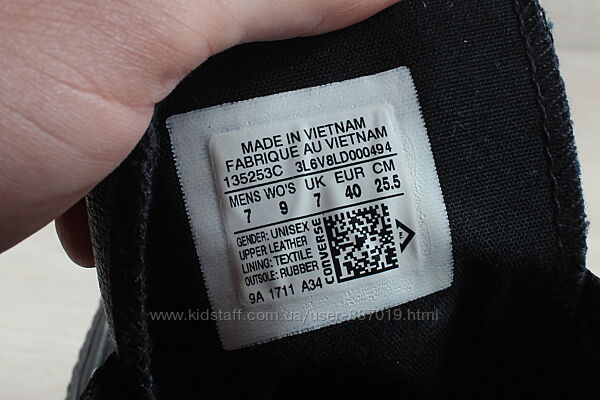 MADE IN VIETNAM
FABRIQUE AU VIETNAM
135253C 3L6V8LD000494
MENS WO'S UK EUR CM
7 9 7 40 25.5
GENDER: UNISEX
UPPER LEATHER
LINING: TEXTILE
OUTSOLE: RUBBER
CONVERSE
9A 1711 A34
www.kidstaff.com.ua/user-887019.html